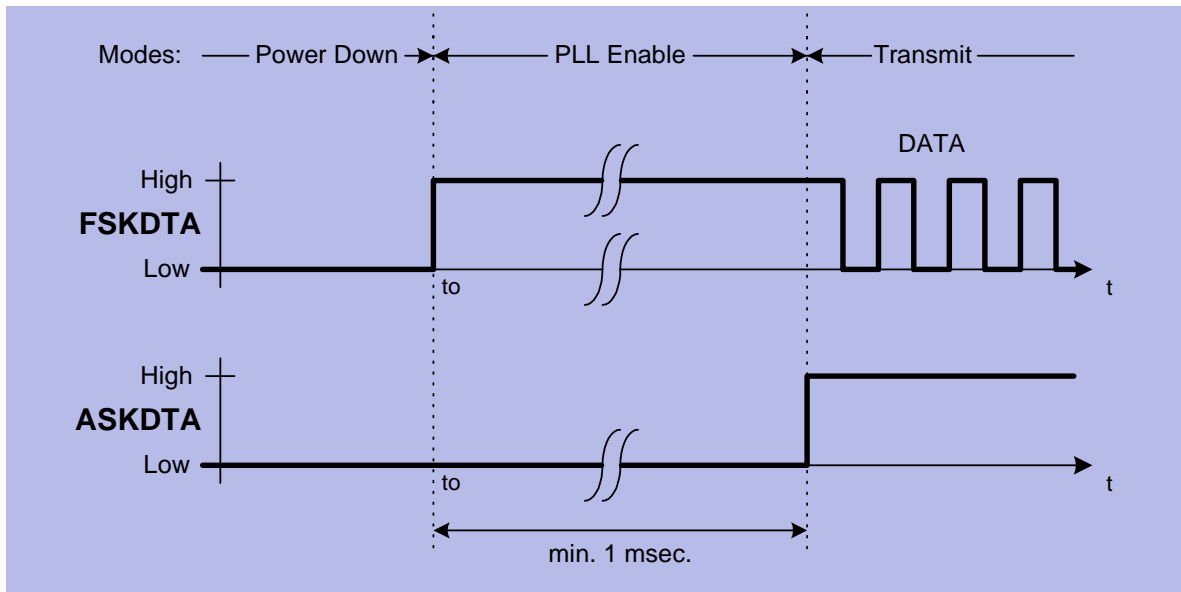 Modes: Power Down PLL Enable Transmit
DATA
High
FSKDTA
Low
to
t
High
ASKDTA
Low
to
t
min. 1 msec.